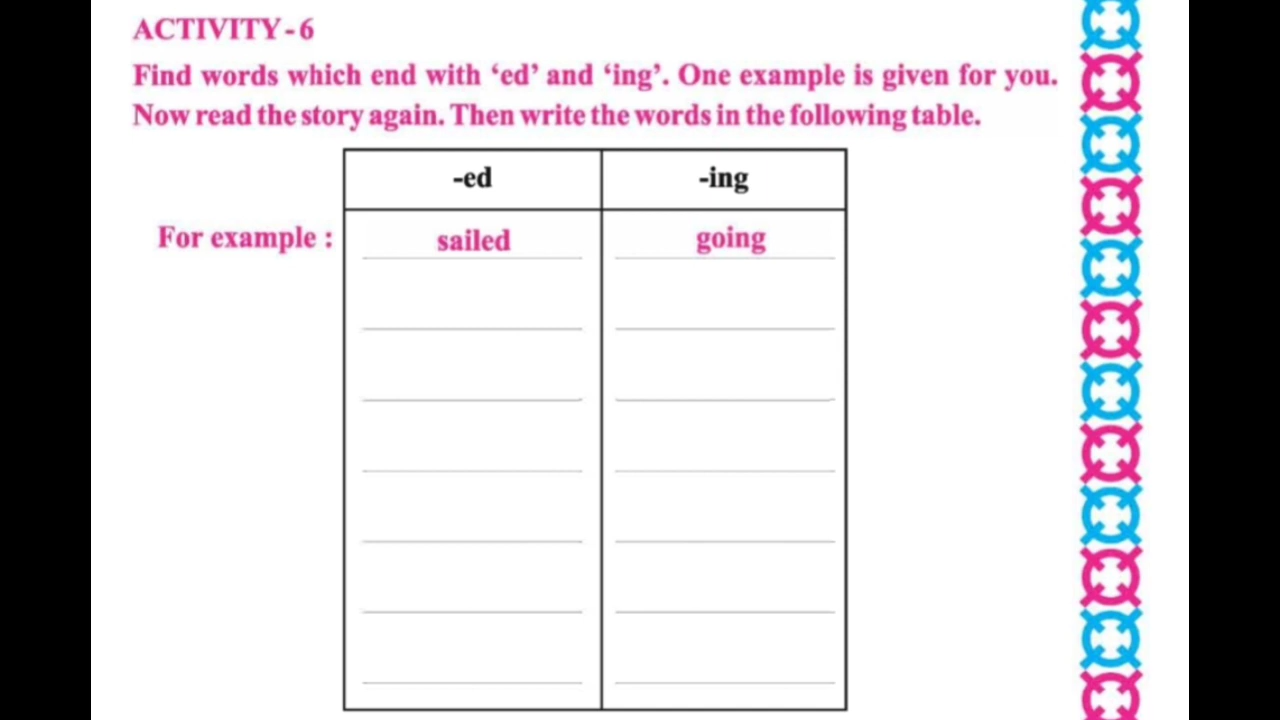 ACTIVITY - 6
Find words which end with ‘ed’ and ‘ing’. One example is given for you.
Now read the story again. Then write the words in the following table.
-ed -ing
For example : sailed going